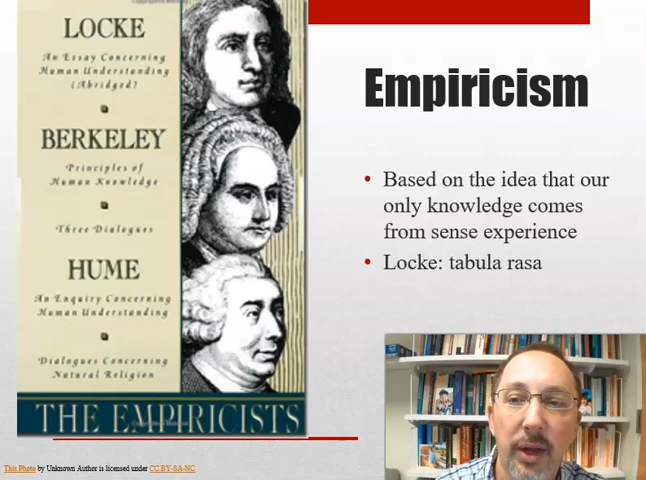 LOCKE
An Essay Concerning
Human Understanding
(Abridged)
BERKELEY
Principles of
Human Knowledge
Three Dialogues
HUME
An Enquiry Concerning
Human Understanding
Dialogues Concerning
Natural Religion
THE EMPIRICISTS
Empiricism
• Based on the idea that our
only knowledge comes
from sense experience
• Locke: tabula rasa
This Photo by Unknown Author is licensed under CC BY-SA-NC